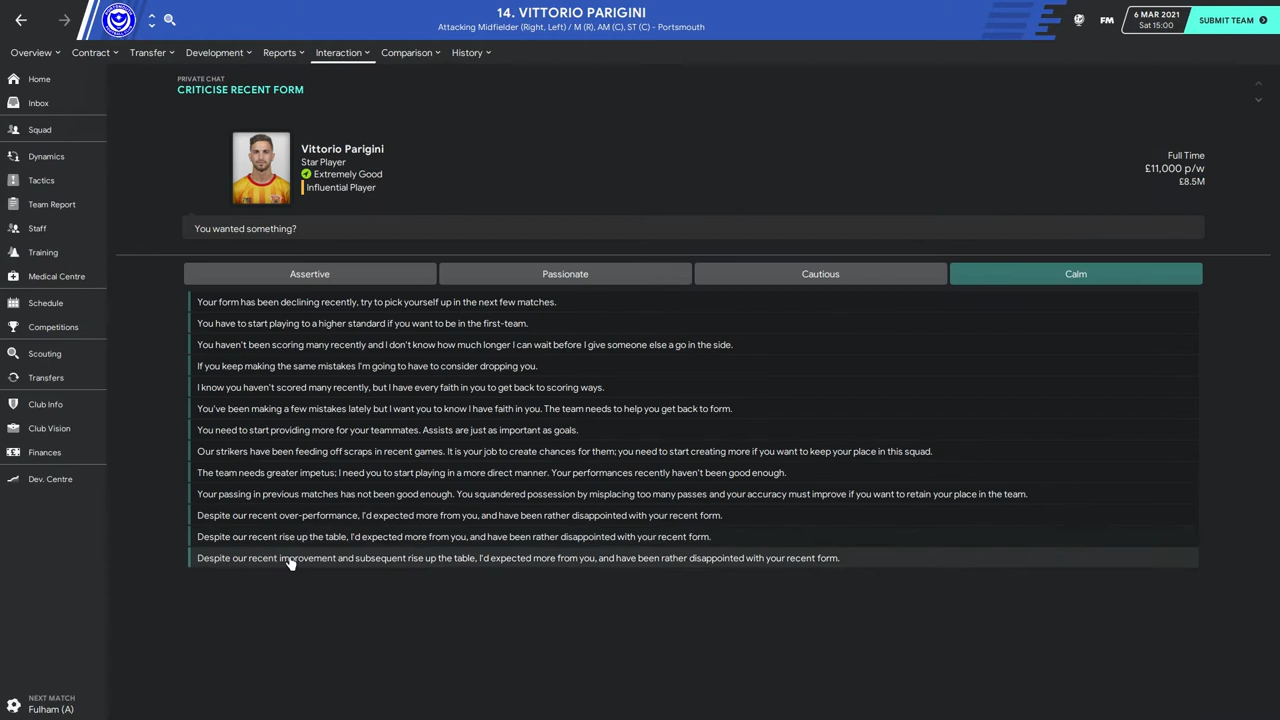 14. VITTORIO PARIGINI
Attacking Midfielder (Right, Left) / M (R), AM (C), ST (C) - Portsmouth
FM
6 MAR 2021
Sat 15:00
SUBMIT TEAM
Overview
Contract
Transfer
Development
Reports
Interaction
Comparison
History
Home
Inbox
Squad
Dynamics
Tactics
Team Report
Staff
Training
Medical Centre
Schedule
Competitions
Scouting
Transfers
Club Info
Club Vision
Finances
Dev. Centre
NEXT MATCH
Fulham (A)
PRIVATE CHAT
CRITICISE RECENT FORM
Vittorio Parigini
Star Player
Extremely Good
Influential Player
Full Time
£11,000 p/w
£8.5M
You wanted something?
Assertive
Passionate
Cautious
Calm
Your form has been declining recently, try to pick yourself up in the next few matches.
You have to start playing to a higher standard if you want to be in the first-team.
You haven't been scoring many recently and I don't know how much longer I can wait before I give someone else a go in the side.
If you keep making the same mistakes I'm going to have to consider dropping you.
I know you haven't scored many recently, but I have every faith in you to get back to scoring ways.
You've been making a few mistakes lately but I want you to know I have faith in you. The team needs to help you get back to form.
You need to start providing more for your teammates. Assists are just as important as goals.
Our strikers have been feeding off scraps in recent games. It is your job to create chances for them; you need to start creating more if you want to keep your place in this squad.
The team needs greater impetus; I need you to start playing in a more direct manner. Your performances recently haven't been good enough.
Your passing in previous matches has not been good enough. You squandered possession by misplacing too many passes and your accuracy must improve if you want to retain your place in the team.
Despite our recent over-performance, I'd expected more from you, and have been rather disappointed with your recent form.
Despite our recent rise up the table, I'd expected more from you, and have been rather disappointed with your recent form.
Despite our recent improvement and subsequent rise up the table, I'd expected more from you, and have been rather disappointed with your recent form.